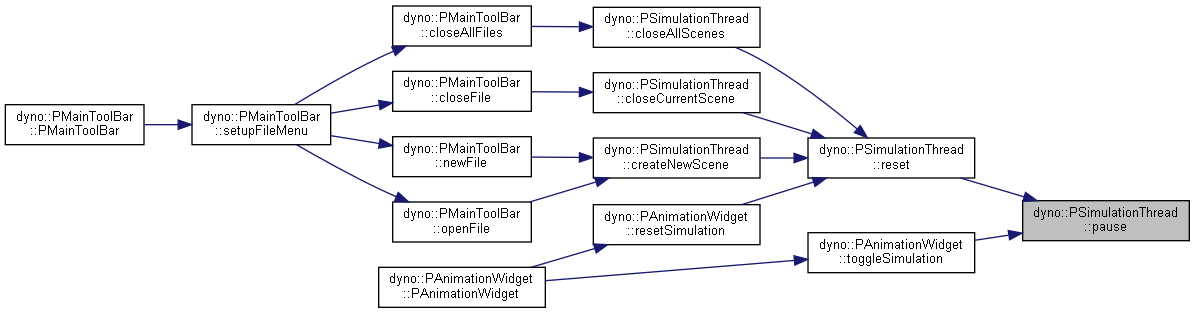 dyno::PMainToolBar
::PMainToolBar
dyno::PMainToolBar
::setupFileMenu
dyno::PMainToolBar
::closeAllFiles
dyno::PMainToolBar
::closeFile
dyno::PMainToolBar
::newFile
dyno::PMainToolBar
::openFile
dyno::PAnimationWidget
::PAnimationWidget
dyno::PSimulationThread
::closeAllScenes
dyno::PSimulationThread
::closeCurrentScene
dyno::PSimulationThread
::createNewScene
dyno::PAnimationWidget
::resetSimulation
dyno::PSimulationThread
::reset
dyno::PAnimationWidget
::toggleSimulation
dyno::PSimulationThread
::pause